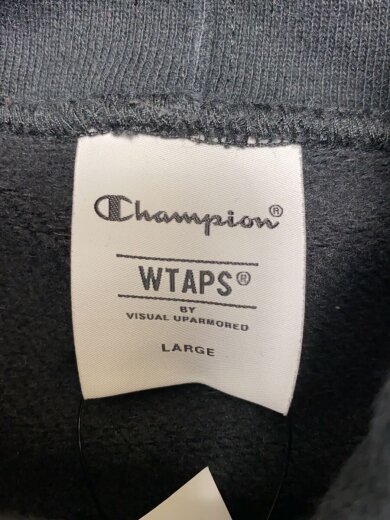 Champion®
WTAPS®
BY
VISUAL UPARMORED
LARGE